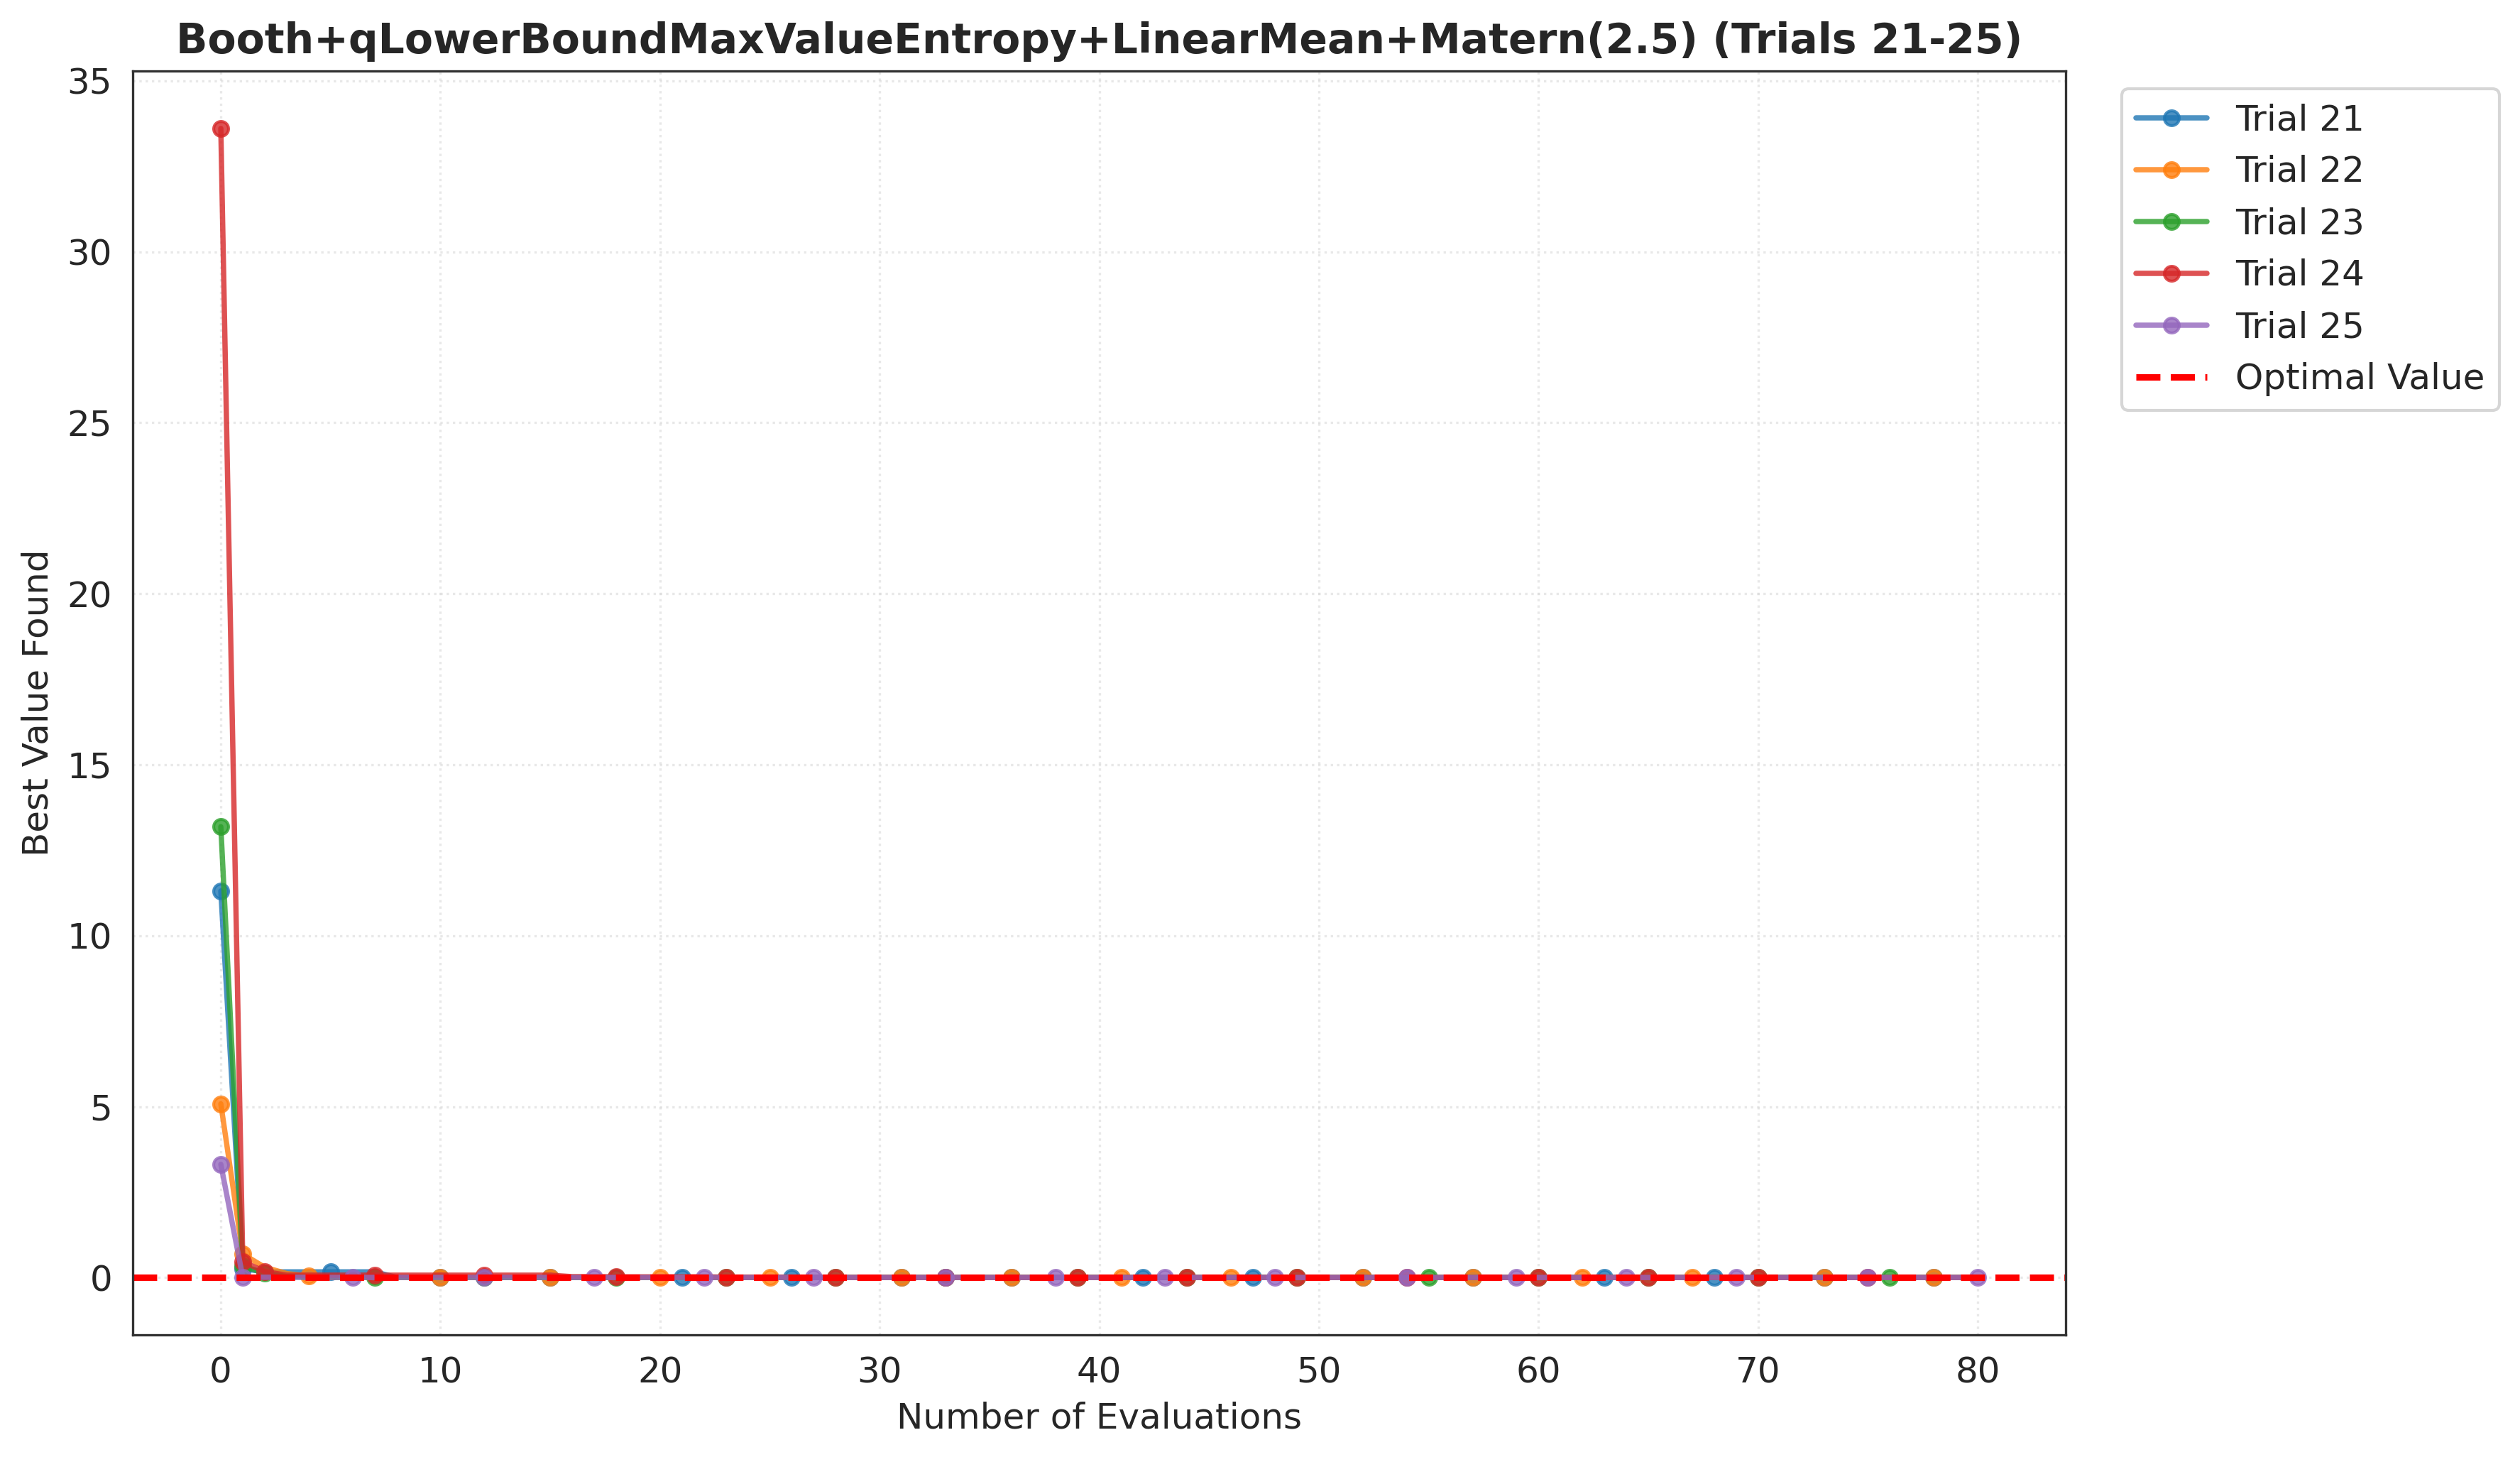 Booth+qLowerBoundMaxValueEntropy+LinearMean+Matern(2.5) (Trials 21-25)
35
30
25
20
15
10
5
0
Best Value Found
0 10 20 30 40 50 60 70 80
Number of Evaluations
Trial 21
Trial 22
Trial 23
Trial 24
Trial 25
Optimal Value